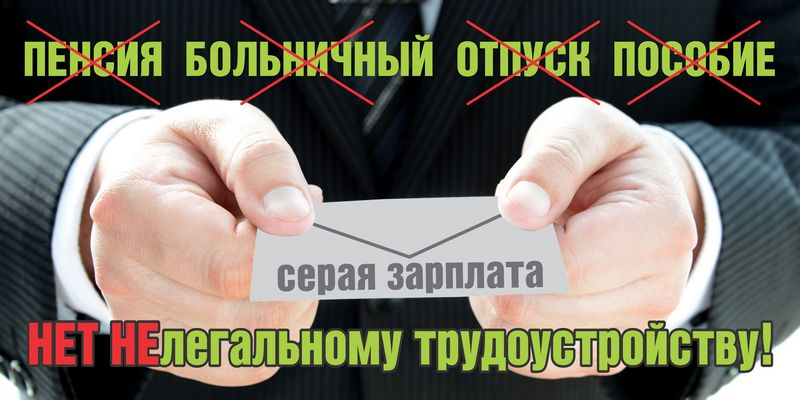 ПЕНСИЯ БОЛЬНИЧНЫЙ ОТПУСК ПОСОБИЕ
серая зарплата
НЕТ НЕлегальному трудоустройству!